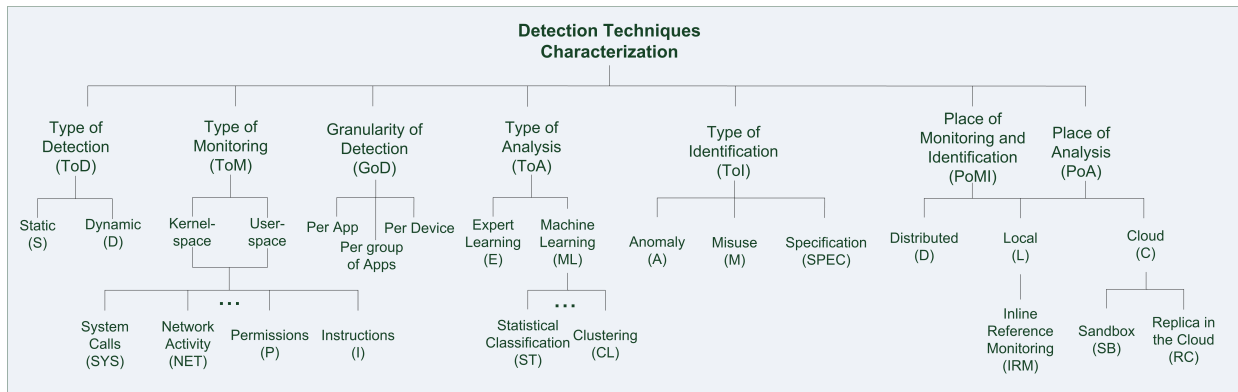 Detection Techniques
Characterization
Type of
Detection
(ToD)
Type of
Monitoring
(ToM)
Granularity of
Detection
(GoD)
Type of
Analysis
(ToA)
Type of
Identification
(ToI)
Place of
Monitoring and
Identification
(PoMI)
Place of
Analysis
(PoA)
Static
(S)
Dynamic
(D)
Kernel-
space
User-
space
Per App
Per group
of Apps
Per Device
Expert
Learning
(E)
Machine
Learning
(ML)
Anomaly
(A)
Misuse
(M)
Specification
(SPEC)
Distributed
(D)
Local
(L)
Cloud
(C)
System
Calls
(SYS)
Network
Activity
(NET)
...
Permissions
(P)
Instructions
(I)
Statistical
Classification
(ST)
...
Clustering
(CL)
Inline
Reference
Monitoring
(IRM)
Sandbox
(SB)
Replica in
the Cloud
(RC)